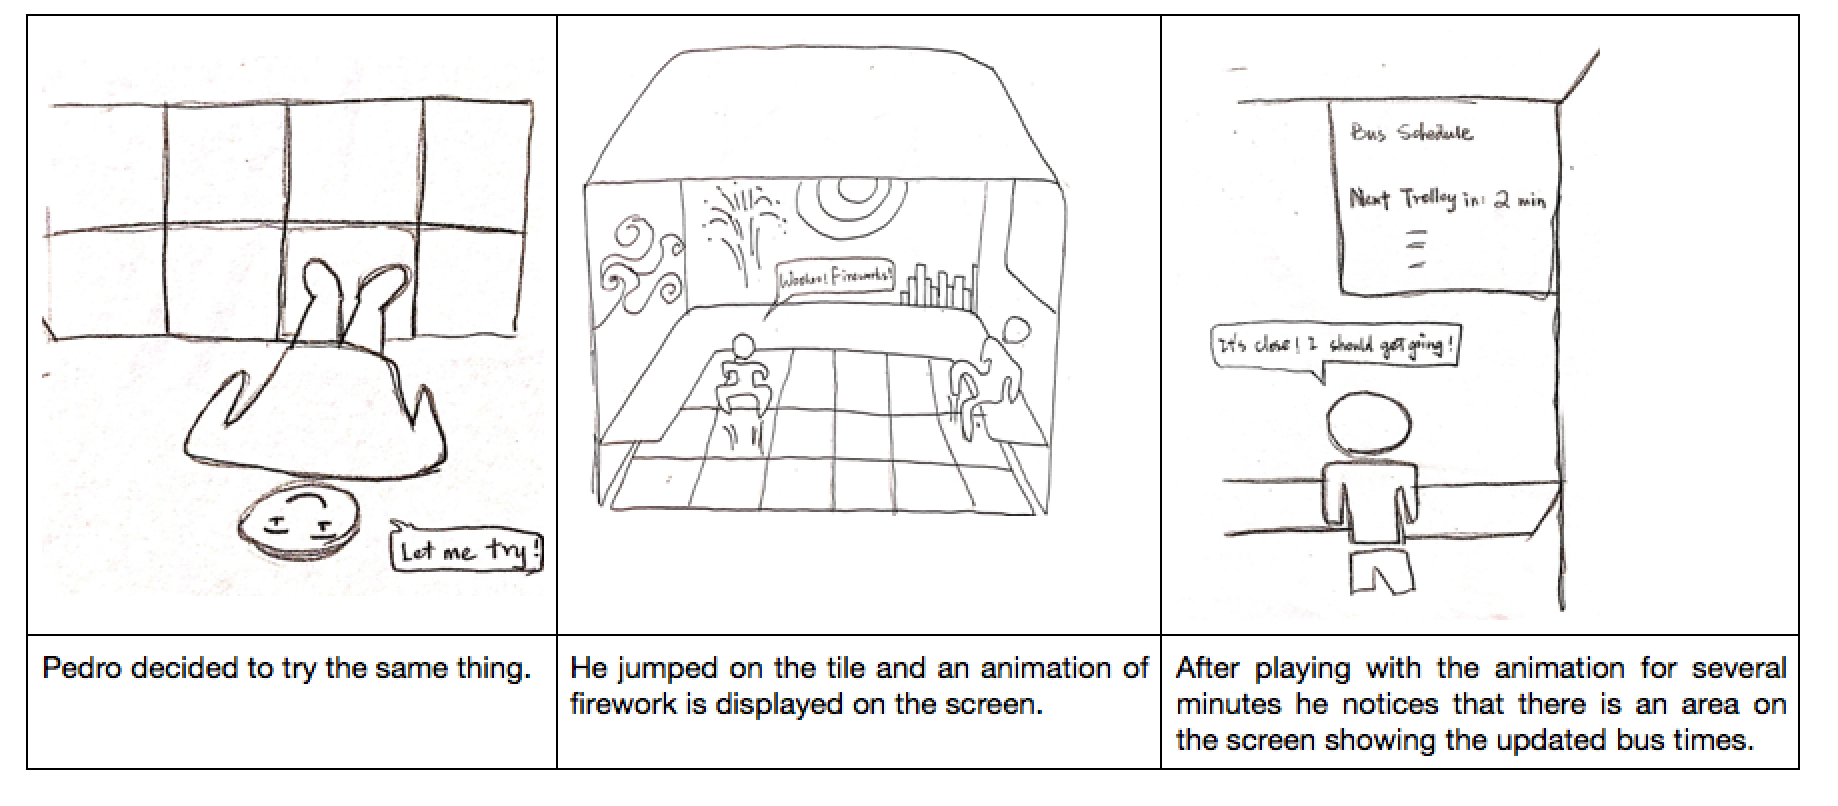 Let me try!
Woohoo! Fireworks!
Bus Schedule
Next Trolley in: 2 min
It's close! I should get going!
Pedro decided to try the same thing.
He jumped on the tile and an animation of
firework is displayed on the screen.
After playing with the animation for several
minutes he notices that there is an area on
the screen showing the updated bus times.